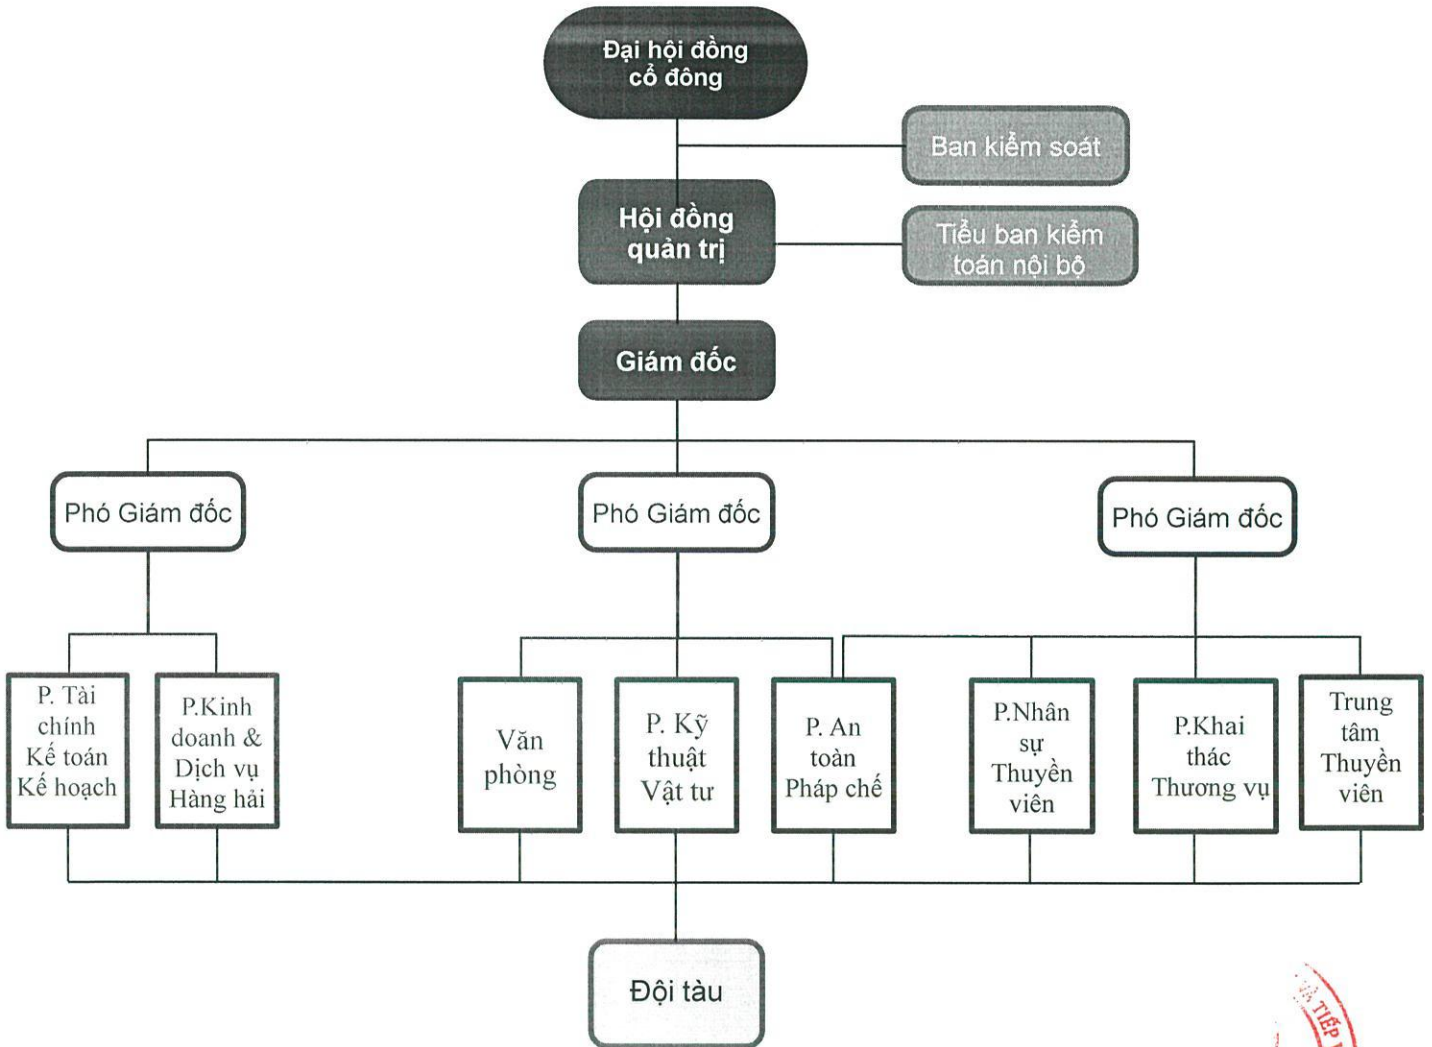 Đại hội đồng
cổ đông
Ban kiểm soát
Hội đồng
quản trị
Tiểu ban kiểm
toán nội bộ
Giám đốc
Phó Giám đốc
Phó Giám đốc
Phó Giám đốc
P. Tài
chính
Kế toán
Kế hoạch
P.Kinh
doanh &
Dịch vụ
Hàng hải
Văn
phòng
P. Kỹ
thuật
Vật tư
P. An
toàn
Pháp chế
P.Nhân
sự
Thuyền
viên
P.Khai
thác
Thương vụ
Trung
tâm
Thuyền
viên
Đội tàu
VÀ TIẾP